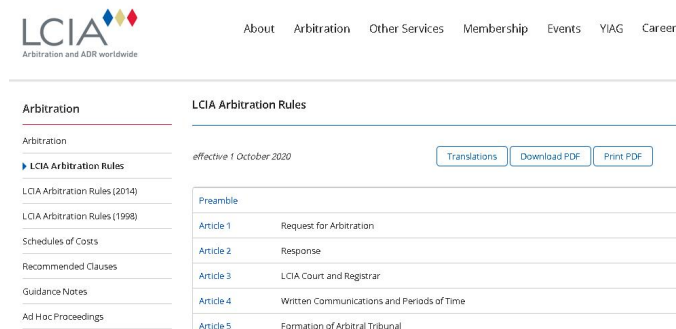 LCIA
Arbitration and ADR worldwide
About Arbitration Other Services Membership Events YIAG Career
Arbitration
Arbitration
LCIA Arbitration Rules
LCIA Arbitration Rules (2014)
LCIA Arbitration Rules (1998)
Schedules of Costs
Recommended Clauses
Guidance Notes
Ad Hoc Proceedings
LCIA Arbitration Rules
effective 1 October 2020
Translations Download PDF Print PDF
Preamble
Article 1 Request for Arbitration
Article 2 Response
Article 3 LCIA Court and Registrar
Article 4 Written Communications and Periods of Time
Article 5 Formation of Arbitral Tribunal